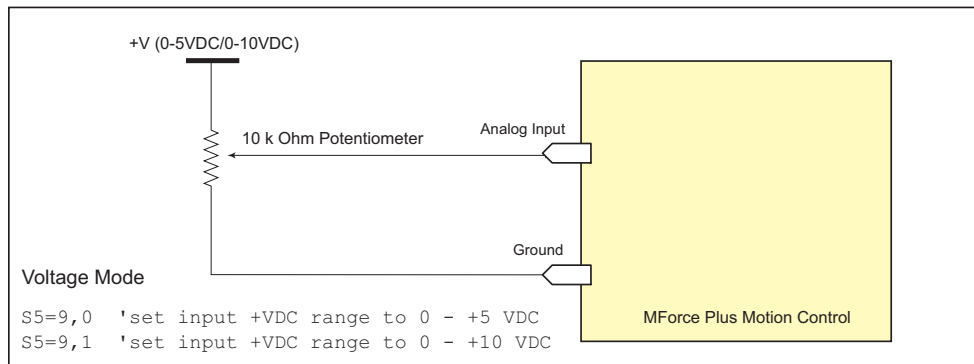 +V (0-5VDC/0-10VDC)
10 k Ohm Potentiometer
Analog Input
Ground
Voltage Mode
S5=9,0  'set input +VDC range to 0 - +5 VDC
S5=9,1  'set input +VDC range to 0 - +10 VDC
MForce Plus Motion Control